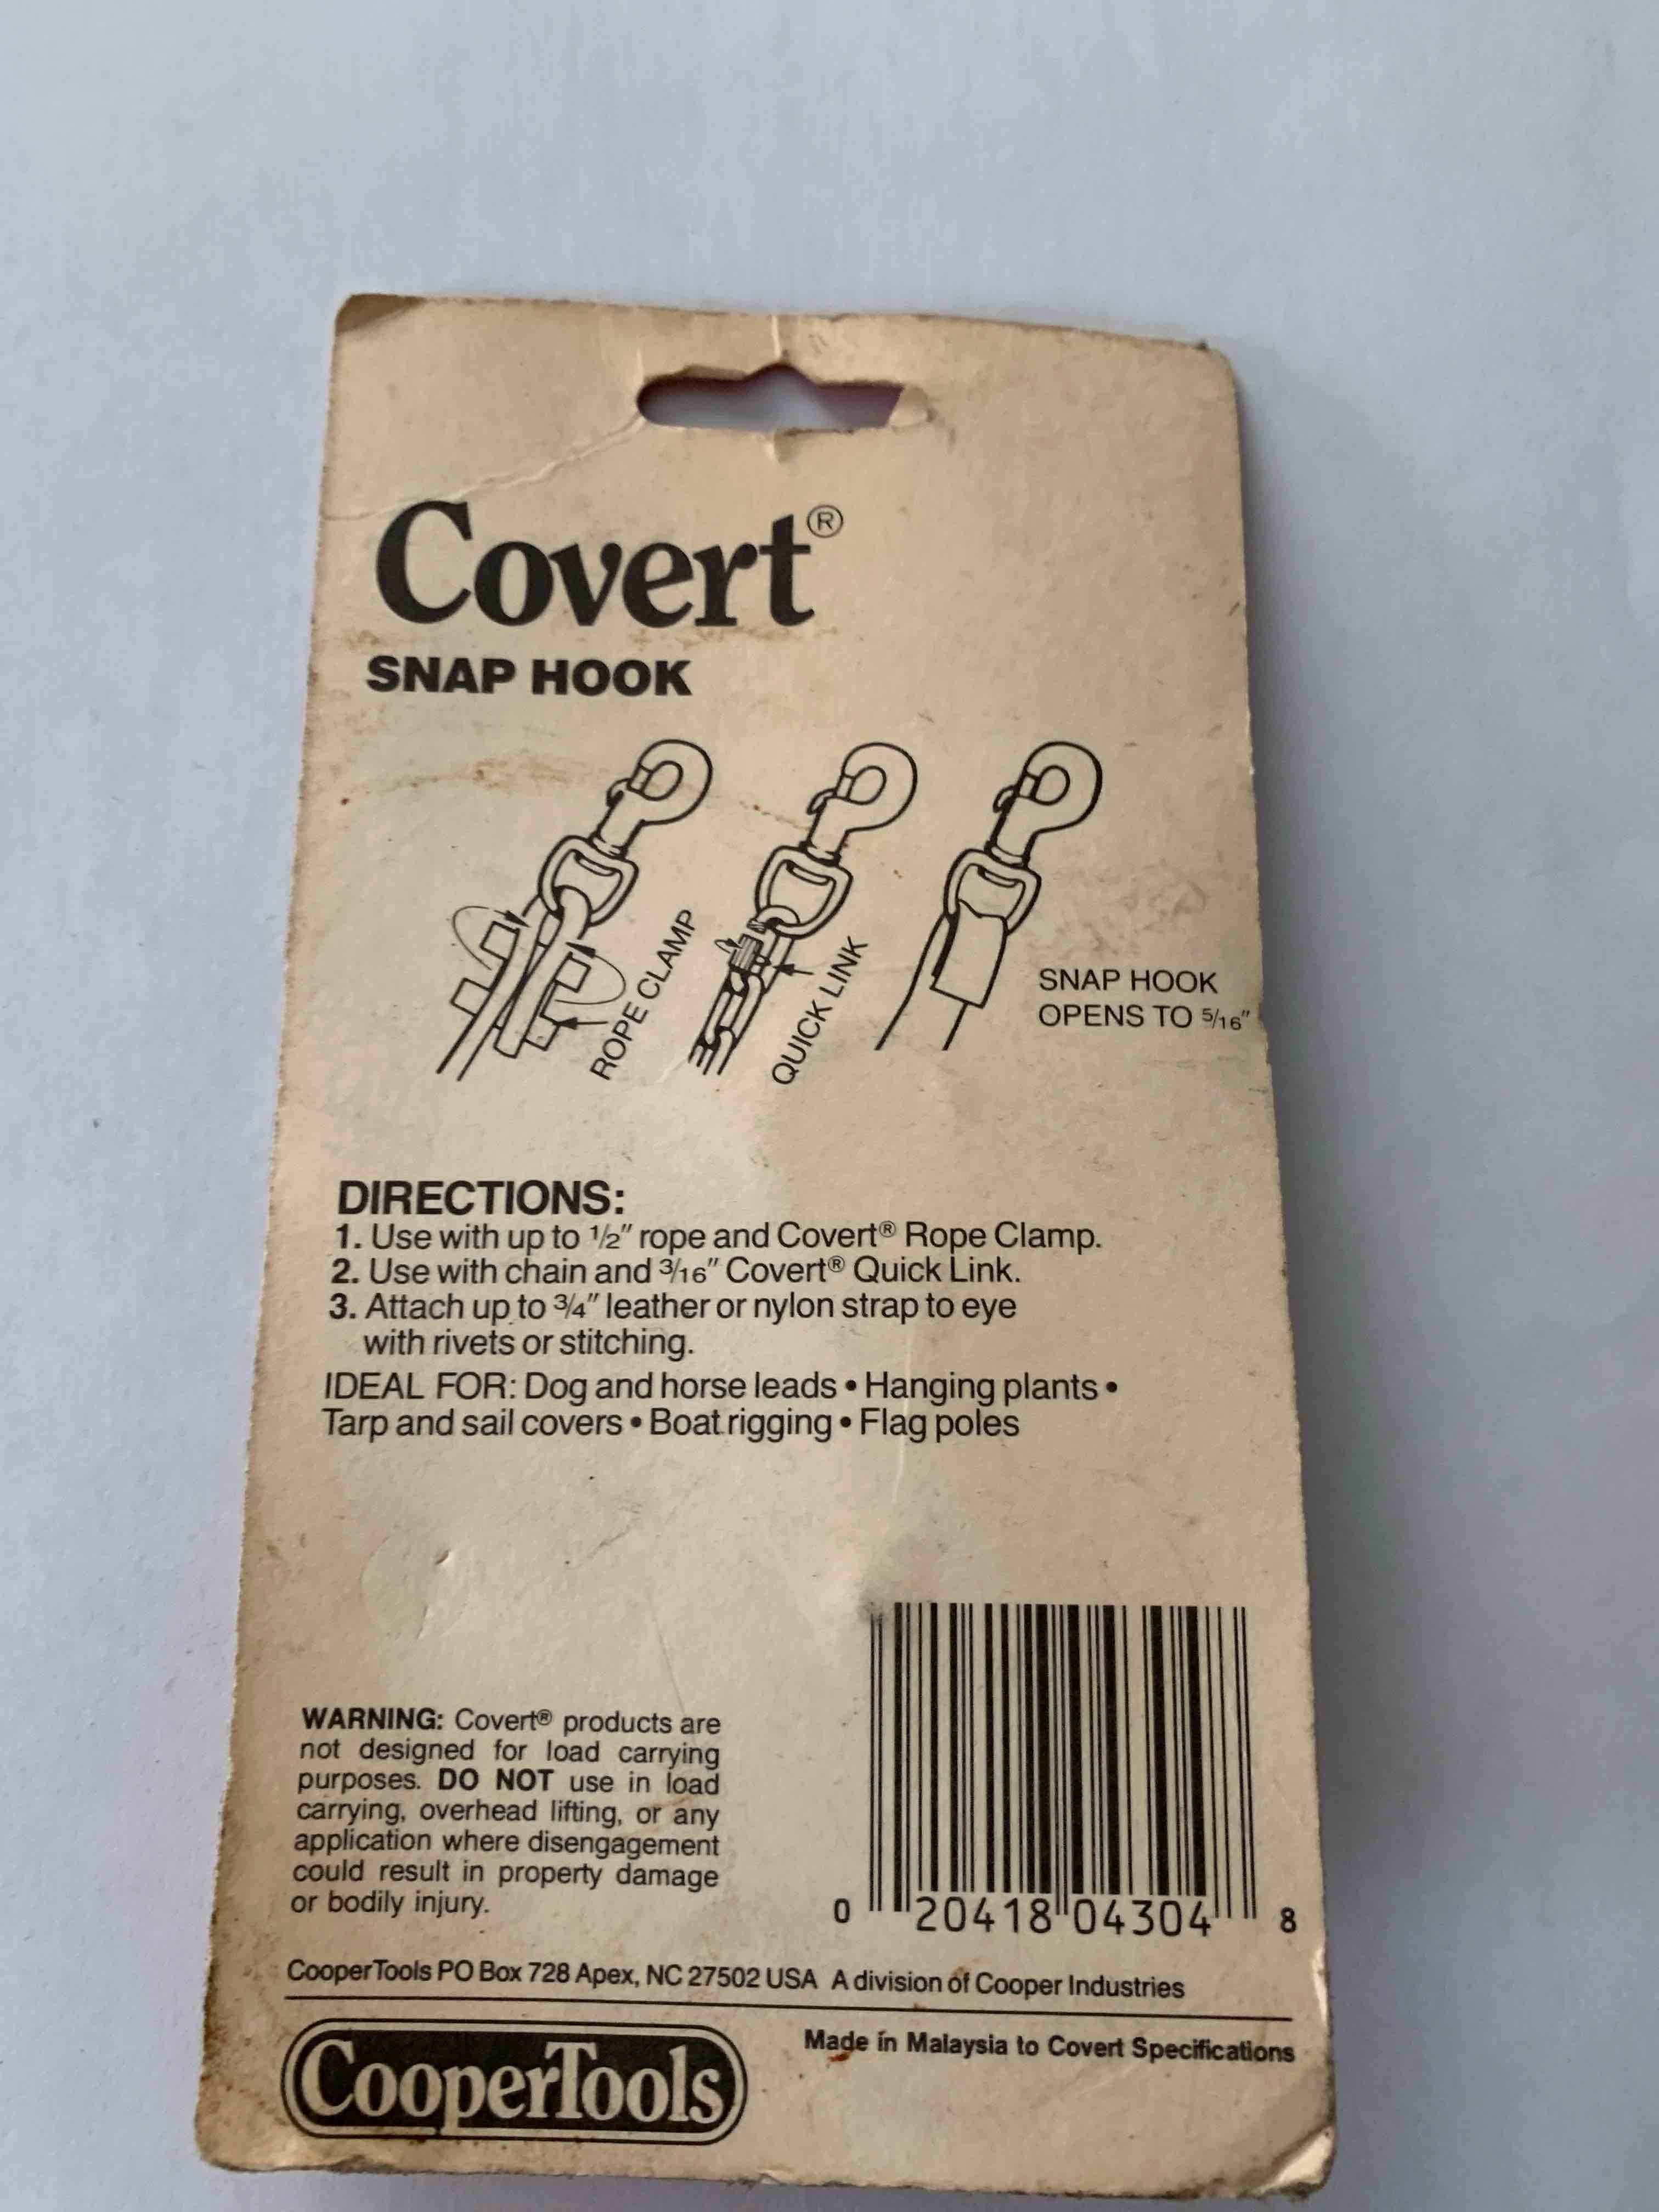 Covert®
SNAP HOOK
ROPE CLAMP
QUICK LINK
SNAP HOOK
OPENS TO 5/16"
DIRECTIONS:
1. Use with up to 1/2" rope and Covert® Rope Clamp.
2. Use with chain and 3/16" Covert® Quick Link.
3. Attach up to 3/4" leather or nylon strap to eye
with rivets or stitching.
IDEAL FOR: Dog and horse leads • Hanging plants •
Tarp and sail covers • Boat rigging • Flag poles
WARNING: Covert® products are
not designed for load carrying
purposes. DO NOT use in load
carrying, overhead lifting, or any
application where disengagement
could result in property damage
or bodily injury.
0 20418 04304 8
CooperTools PO Box 728 Apex, NC 27502 USA A division of Cooper Industries
CooperTools
Made in Malaysia to Covert Specifications